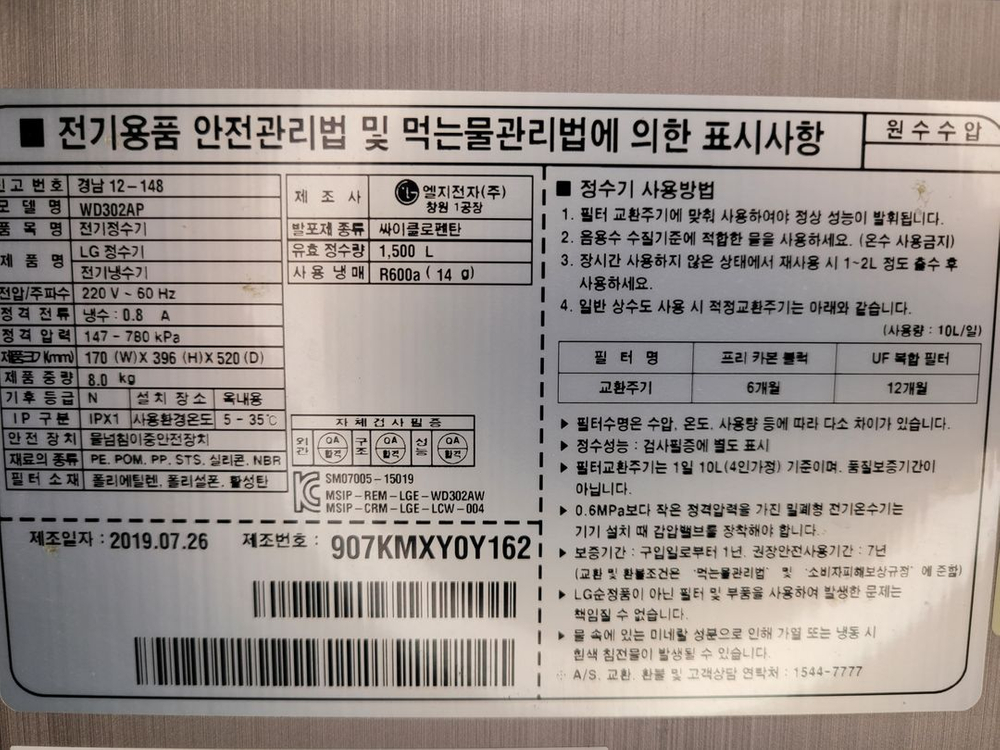 ■ 전기용품 안전관리법 및 먹는물관리법에 의한 표시사항
원 수 수 압
신고 번호 경남 12-148
모 델 명 WD302AP
품 목 명 전기정수기
제 품 명 LG 정수기
전기냉수기
전압/주파수 220 V ~ 60 Hz
정격 전류 냉수 : 0.8 A
정격 압력 147 - 780 kPa
제품크기(mm) 170 (W)X 396 (H)X 520 (D)
제품 중량 8.0 kg
기후 등급 N 설치 장소 옥내용
I P 구분 IPX1 사용환경온도 5 - 35℃
안전 장치 물넘침이중안전장치
재료의 종류 PE, POM, PP, STS, 실리콘, NBR
필터 소재 폴리에틸렌, 폴리설폰, 활성탄
제 조 사 LG 엘지전자(주)
창원 1공장
발포제 종류 싸이클로펜탄
유효 정수량 1,500 L
사용 냉매 R600a ( 14 g)
자체검사필증
외관 QA 합격 구조 QA 합격 성능 QA 합격
SM07005-15019
MSIP-REM-LGE-WD302AW
MSIP-CRM-LGE-LCW-004
제조일자 : 2019.07.26 제조번호 : 907KMXY0Y162
■ 정수기 사용방법
1. 필터 교환주기에 맞춰 사용하여야 정상 성능이 발휘됩니다.
2. 음용수 수질기준에 적합한 물을 사용하세요. (온수 사용금지)
3. 장시간 사용하지 않은 상태에서 재사용 시 1~2L 정도 출수 후
사용하세요.
4. 일반 상수도 사용 시 적정교환주기는 아래와 같습니다.
(사용량 : 10L/일)
필 터 명 프리 카본 블럭 UF 복합 필터
교환주기 6개월 12개월
▶ 필터수명은 수압, 온도, 사용량 등에 따라 다소 차이가 있습니다.
▶ 정수성능 : 검사필증에 별도 표시
▶ 필터교환주기는 1일 10L(4인가정) 기준이며, 품질보증기간이
아닙니다.
▶ 0.6MPa보다 작은 정격압력을 가진 밀폐형 전기온수기는
기기 설치 때 감압밸브를 장착해야 합니다.
▶ 보증기간 : 구입일로부터 1년, 권장안전사용기간 : 7년
(교환 및 환불조건은 '먹는물관리법' 및 '소비자피해보상규정' 에 준함)
▶ LG순정품이 아닌 필터 및 부품을 사용하여 발생한 문제는
책임질 수 없습니다.
▶ 물 속에 있는 미네랄 성분으로 인해 가열 또는 냉동 시
흰색 침전물이 발생될 수 있습니다.
※ A/S, 교환, 환불 및 고객상담 연락처 : 1544-7777